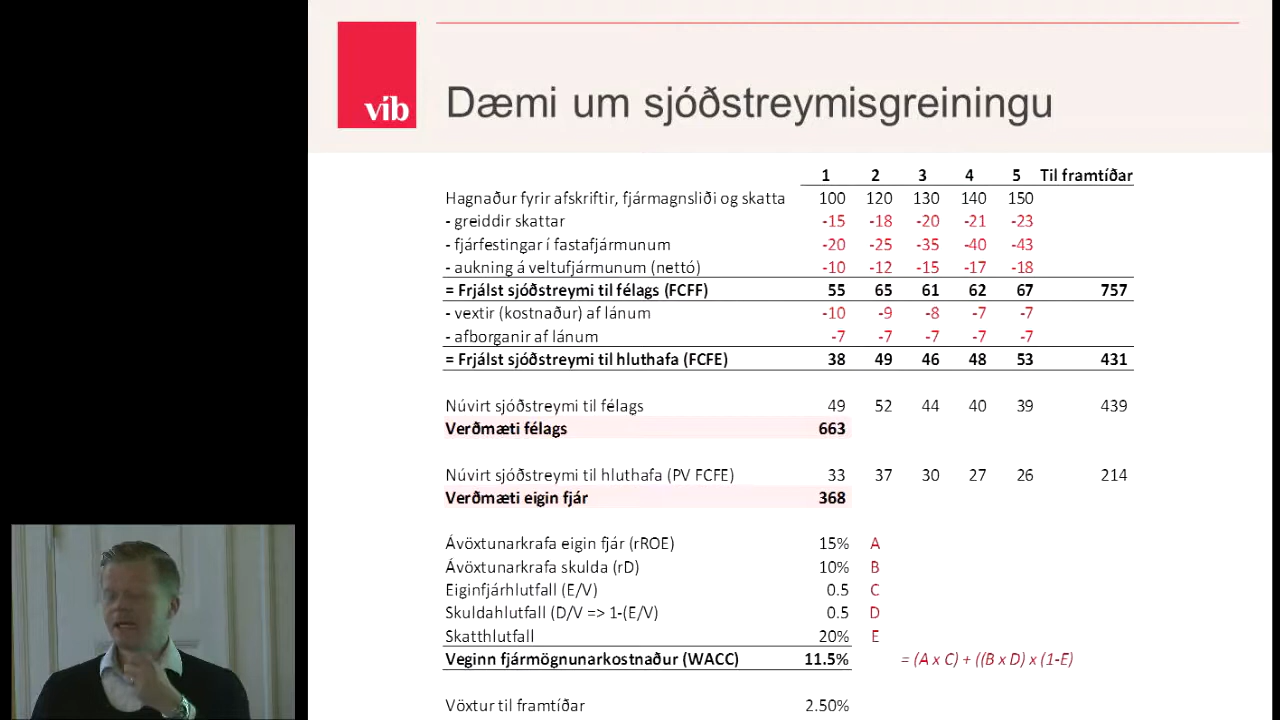 víb
Dæmi um sjóðstreymisgreiningu
1 2 3 4 5 Til framtíðar
Hagnaður fyrir afskriftir, fjármagnsliði og skatta 100 120 130 140 150
- greiddir skattar -15 -18 -20 -21 -23
- fjárfestingar í fastafjármunum -20 -25 -35 -40 -43
- aukning á veltufjármunum (nettó) -10 -12 -15 -17 -18
= Frjálst sjóðstreymi til félags (FCFF) 55 65 61 62 67 757
- vextir (kostnaður) af lánum -10 -9 -8 -7 -7
- afborganir af lánum -7 -7 -7 -7 -7
= Frjálst sjóðstreymi til hluthafa (FCFE) 38 49 46 48 53 431
Núvirt sjóðstreymi til félags 49 52 44 40 39 439
Verðmæti félags 663
Núvirt sjóðstreymi til hluthafa (PV FCFE) 33 37 30 27 26 214
Verðmæti eigin fjár 368
Ávöxtunarkrafa eigin fjár (rROE) 15% A
Ávöxtunarkrafa skulda (rD) 10% B
Eiginfjárhlutfall (E/V) 0.5 C
Skuldahlutfall (D/V => 1-(E/V) 0.5 D
Skatthlutfall 20% E
Veginn fjármögnunarkostnaður (WACC) 11.5% = (A x C) + ((B x D) x (1-E)
Vöxtur til framtíðar 2.50%